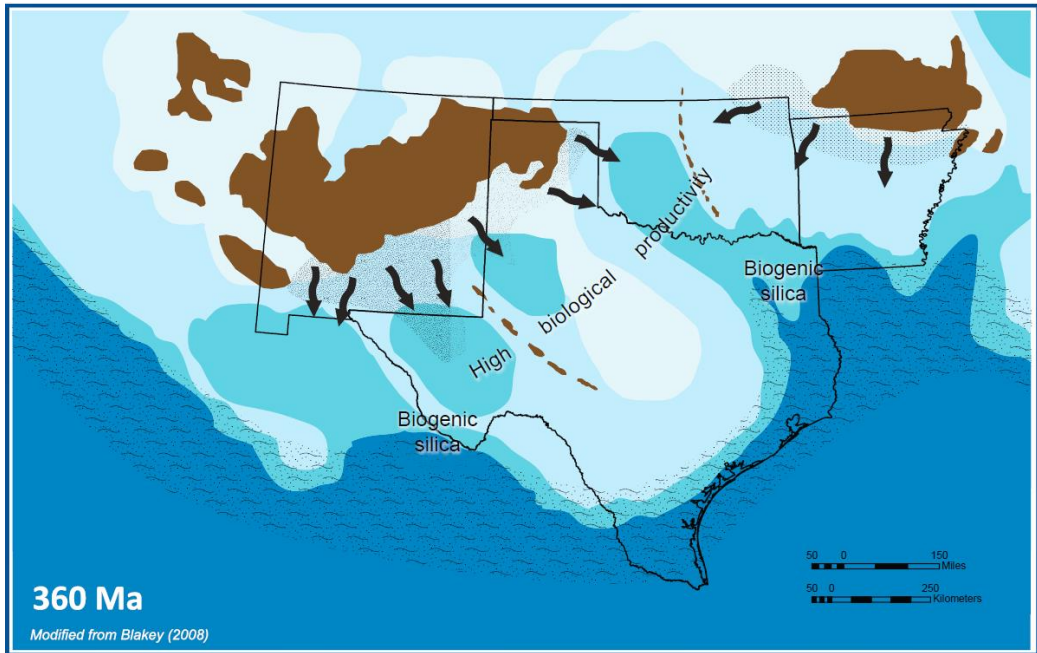 High biological productivity
Biogenic
silica
Biogenic
silica
50 0 150
Miles
50 0 250
Kilometers
360 Ma
Modified from Blakey (2008)